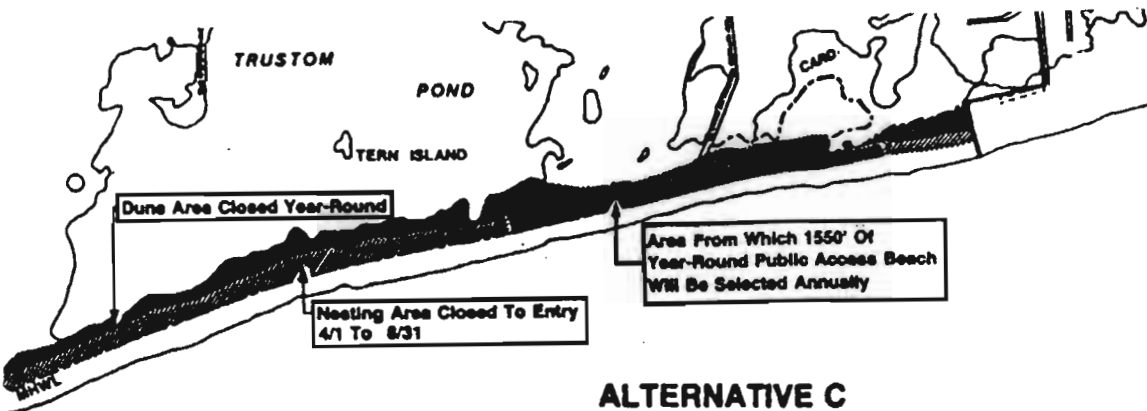 TRUSTOM
POND
CARD.
TERN ISLAND
Dune Area Closed Year-Round
Area From Which 1550' Of
Year-Round Public Access Beach
Will Be Selected Annually
Nesting Area Closed To Entry
4/1 To 8/31
MHWL
ALTERNATIVE C